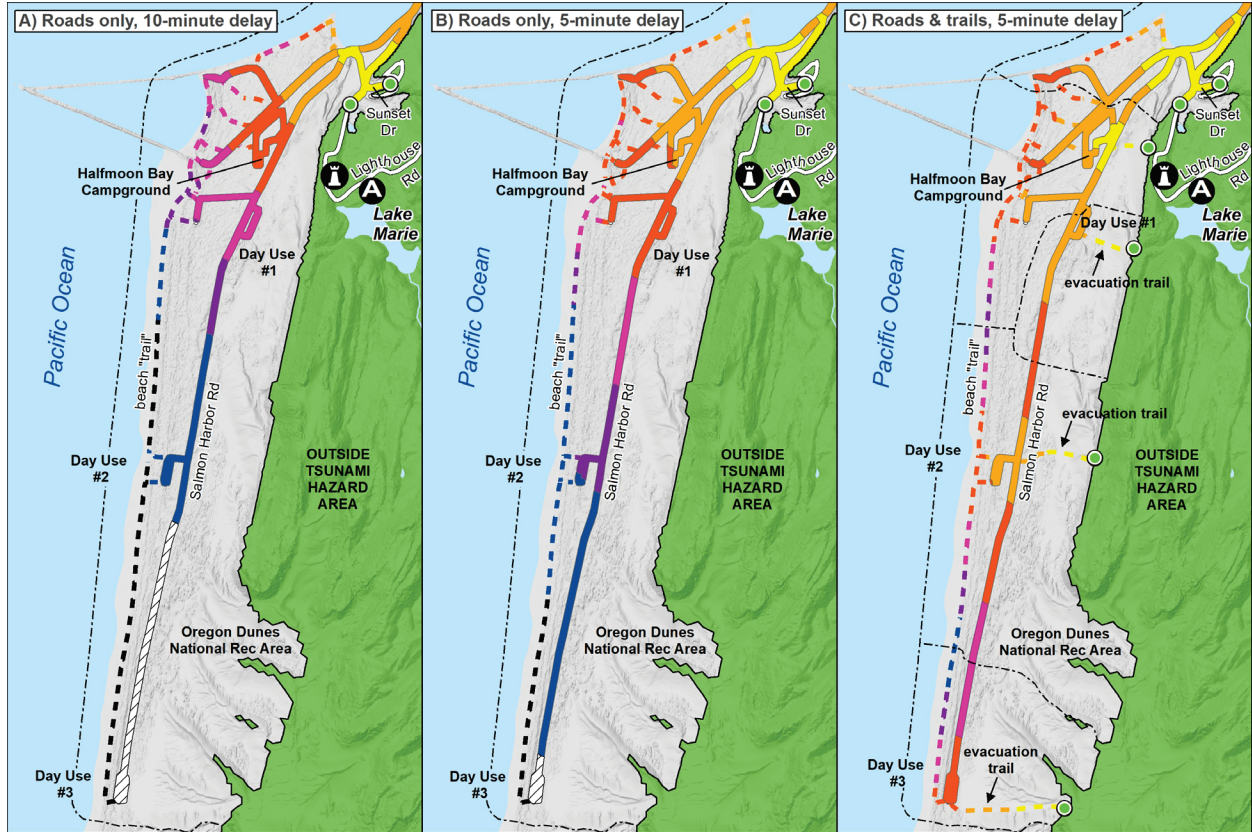 A) Roads only, 10-minute delay
Sunset
Dr
Lighthouse
Rd
Halfmoon Bay
Campground
A
Lake
Marie
Day Use
#1
Pacific Ocean
beach "trail"
Salmon Harbor Rd
Day Use
#2
OUTSIDE
TSUNAMI
HAZARD
AREA
Oregon Dunes
National Rec Area
Day Use
#3
B) Roads only, 5-minute delay
Sunset
Dr
Lighthouse
Rd
Halfmoon Bay
Campground
A
Lake
Marie
Day Use
#1
Pacific Ocean
beach "trail"
Salmon Harbor Rd
Day Use
#2
OUTSIDE
TSUNAMI
HAZARD
AREA
Oregon Dunes
National Rec Area
Day Use
#3
C) Roads & trails, 5-minute delay
Sunset
Dr
Lighthouse
Rd
Halfmoon Bay
Campground
A
Lake
Marie
Day Use #1
evacuation trail
Pacific Ocean
beach "trail"
Salmon Harbor Rd
evacuation trail
Day Use
#2
OUTSIDE
TSUNAMI
HAZARD
AREA
Oregon Dunes
National Rec Area
evacuation
trail
Day Use
#3